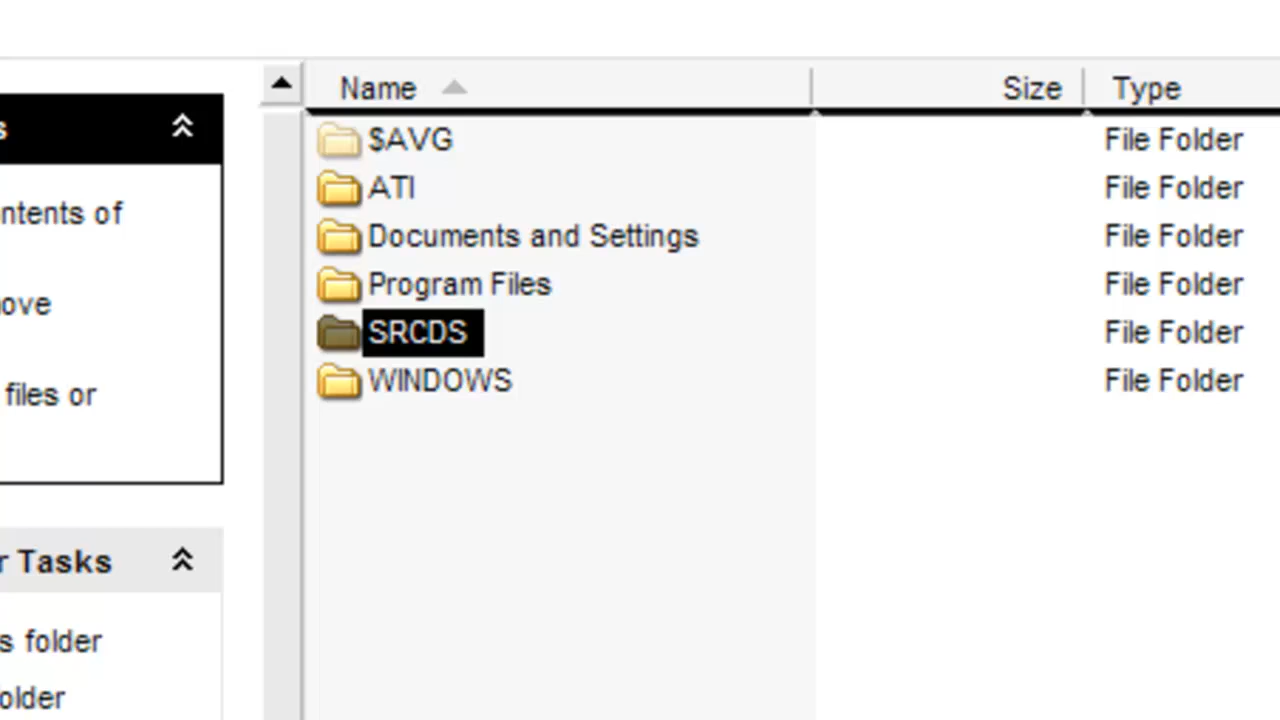 Name Size Type
$AVG File Folder
ATI File Folder
Documents and Settings File Folder
Program Files File Folder
SRCDS File Folder
WINDOWS File Folder
s
ntents of
ove
files or
r Tasks
s folder
older